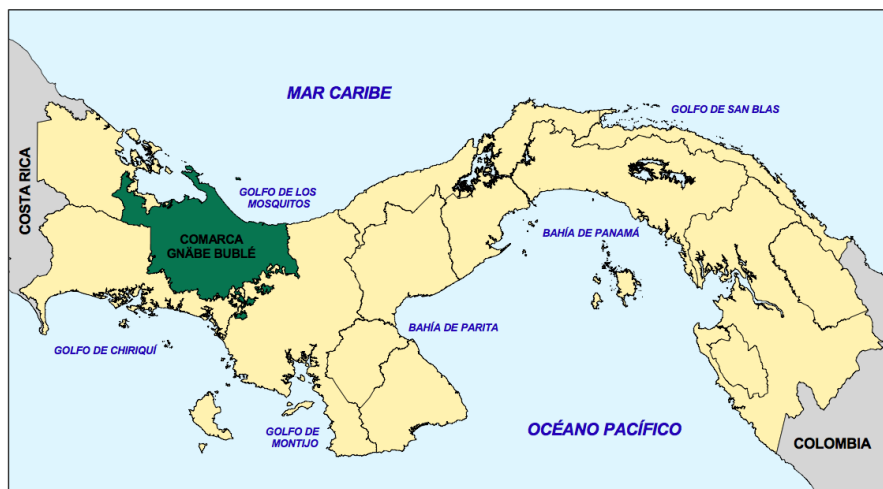 MAR CARIBE
GOLFO DE SAN BLAS
COSTA RICA
GOLFO DE LOS
MOSQUITOS
COMARCA
GNÄBE BUBLÉ
BAHÍA DE PANAMÁ
BAHÍA DE PARITA
GOLFO DE CHIRIQUÍ
GOLFO DE
MONTIJO
OCÉANO PACÍFICO
COLOMBIA